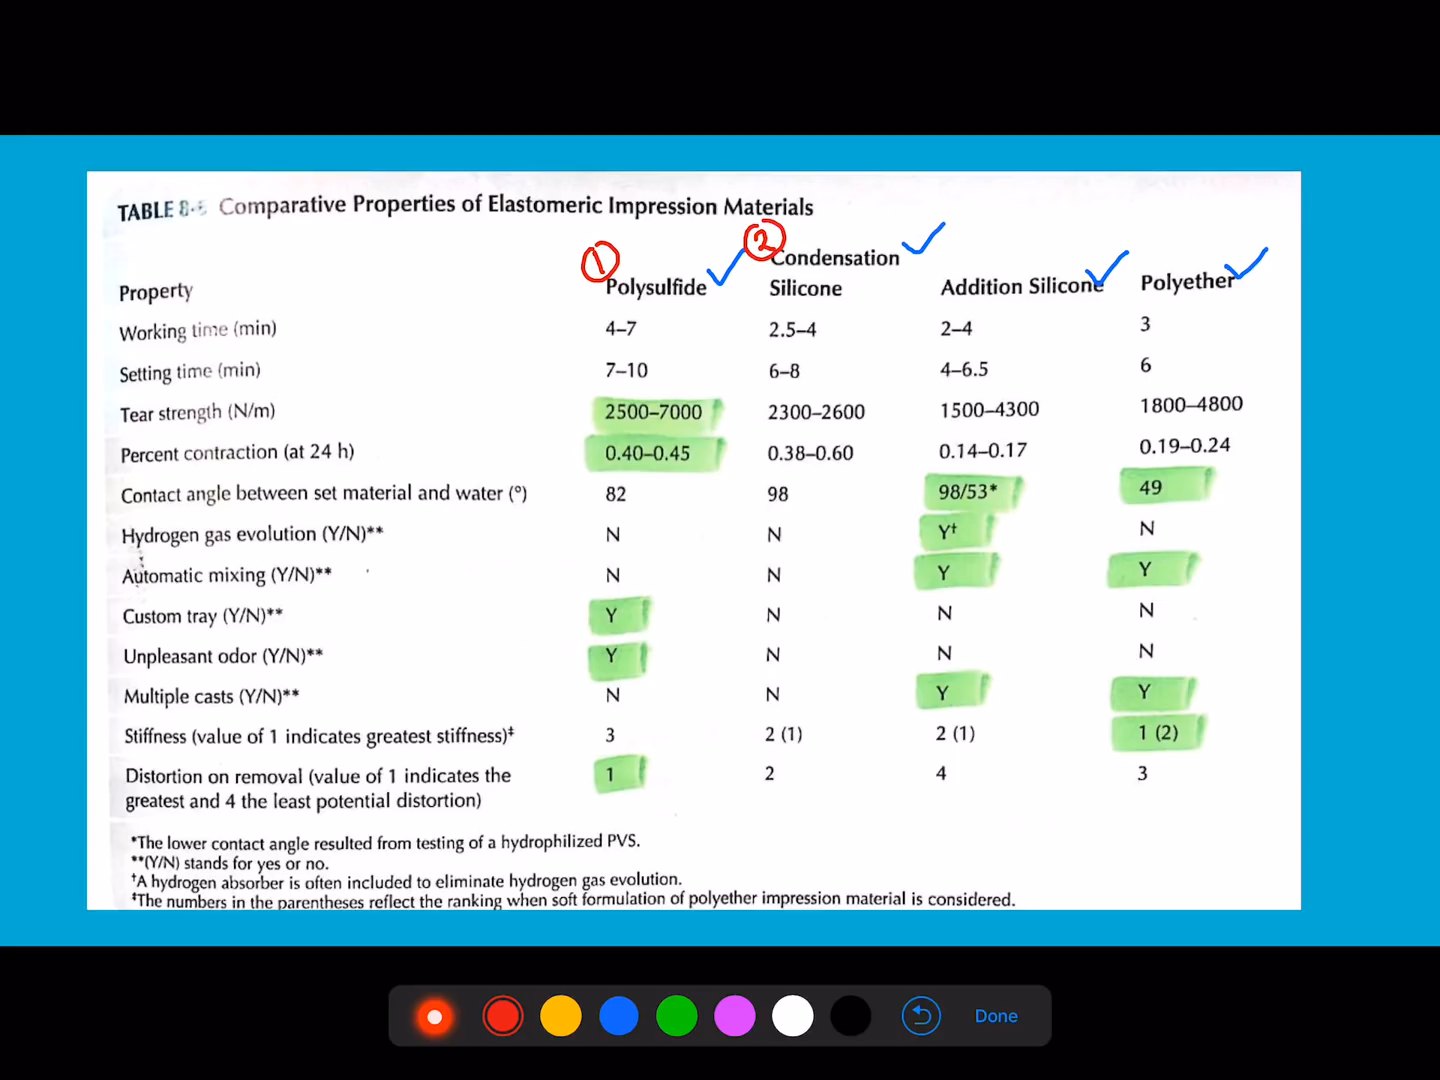 TABLE 8-5 Comparative Properties of Elastomeric Impression Materials
① ②
Property Polysulfide Condensation Silicone Addition Silicone Polyether
Working time (min) 4–7 2.5–4 2–4 3
Setting time (min) 7–10 6–8 4–6.5 6
Tear strength (N/m) 2500–7000 2300–2600 1500–4300 1800–4800
Percent contraction (at 24 h) 0.40–0.45 0.38–0.60 0.14–0.17 0.19–0.24
Contact angle between set material and water (°) 82 98 98/53* 49
Hydrogen gas evolution (Y/N)** N N Y† N
Automatic mixing (Y/N)** N N Y Y
Custom tray (Y/N)** Y N N N
Unpleasant odor (Y/N)** Y N N N
Multiple casts (Y/N)** N N Y Y
Stiffness (value of 1 indicates greatest stiffness)‡ 3 2 (1) 2 (1) 1 (2)
Distortion on removal (value of 1 indicates the 1 2 4 3
greatest and 4 the least potential distortion)
*The lower contact angle resulted from testing of a hydrophilized PVS.
**(Y/N) stands for yes or no.
†A hydrogen absorber is often included to eliminate hydrogen gas evolution.
‡The numbers in the parentheses reflect the ranking when soft formulation of polyether impression material is considered.
Done